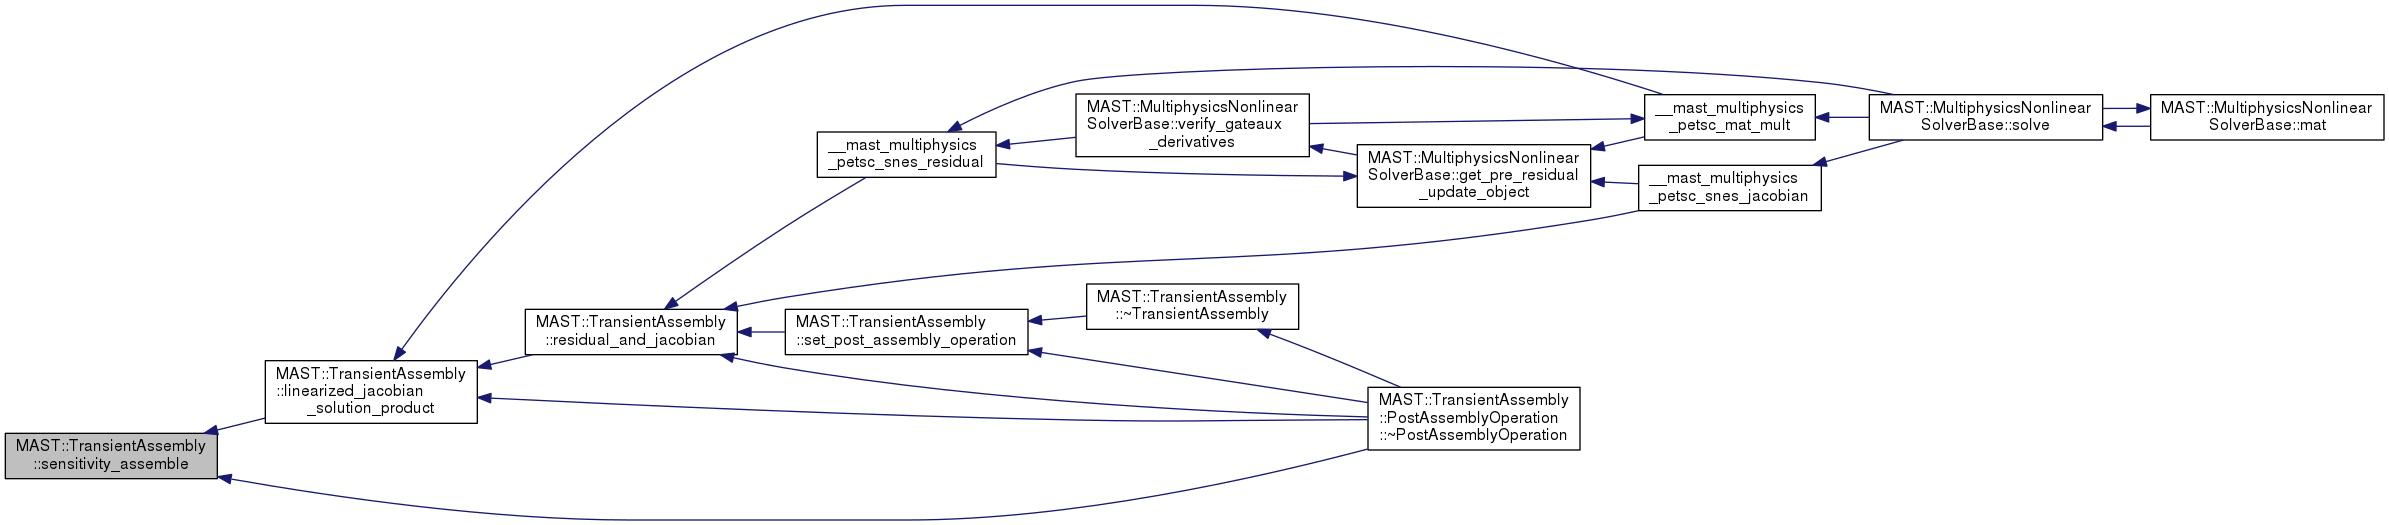 MAST::TransientAssembly
::sensitivity_assemble
MAST::TransientAssembly
::linearized_jacobian
_solution_product
MAST::TransientAssembly
::residual_and_jacobian
__mast_multiphysics
_petsc_snes_residual
MAST::TransientAssembly
::set_post_assembly_operation
MAST::MultiphysicsNonlinear
SolverBase::verify_gateaux
_derivatives
MAST::TransientAssembly
::~TransientAssembly
MAST::MultiphysicsNonlinear
SolverBase::get_pre_residual
_update_object
MAST::TransientAssembly
::PostAssemblyOperation
::~PostAssemblyOperation
__mast_multiphysics
_petsc_mat_mult
__mast_multiphysics
_petsc_snes_jacobian
MAST::MultiphysicsNonlinear
SolverBase::solve
MAST::MultiphysicsNonlinear
SolverBase::mat